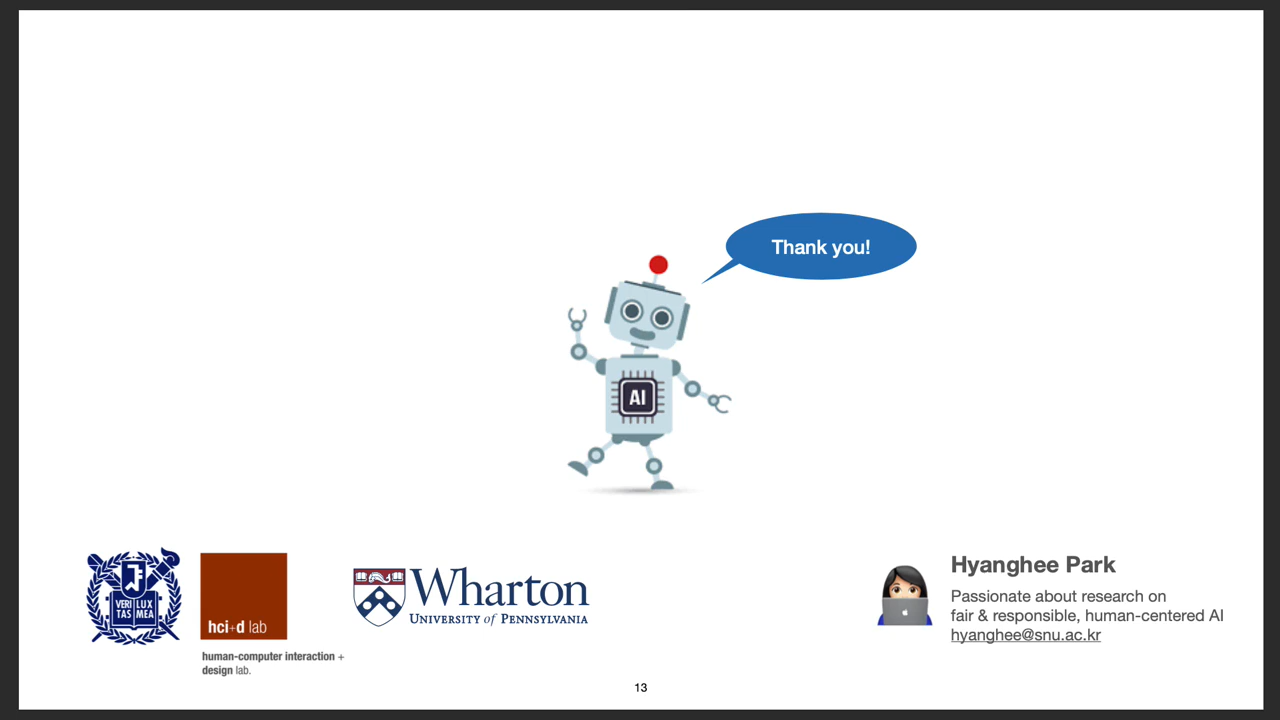 Thank you!
AI
VERI LUX
TAS MEA
hci+d lab
human-computer interaction +
design lab.
Wharton
UNIVERSITY of PENNSYLVANIA
Hyanghee Park
Passionate about research on
fair & responsible, human-centered AI
hyanghee@snu.ac.kr
13